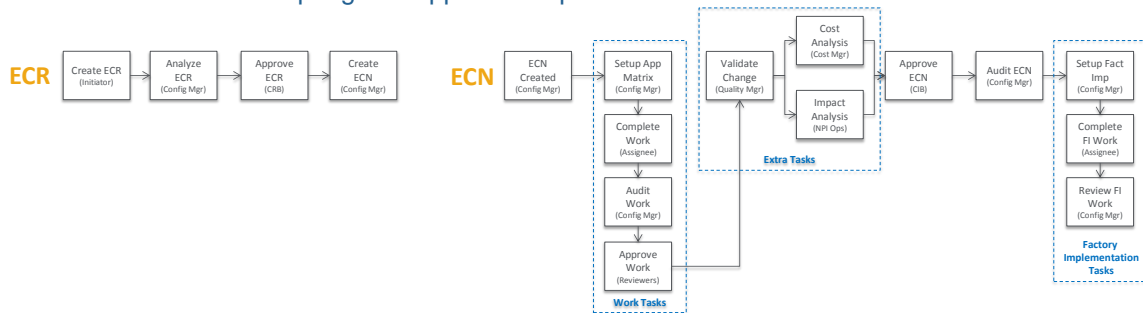 ECR
Create ECR
(Initiator)
Analyze
ECR
(Config Mgr)
Approve
ECR
(CRB)
Create
ECN
(Config Mgr)
ECN
ECN
Created
(Config Mgr)
Setup App
Matrix
(Config Mgr)
Complete
Work
(Assignee)
Audit
Work
(Config Mgr)
Approve
Work
(Reviewers)
Work Tasks
Validate
Change
(Quality Mgr)
Cost
Analysis
(Cost Mgr)
Impact
Analysis
(NPI Ops)
Extra Tasks
Approve
ECN
(CIB)
Audit ECN
(Config Mgr)
Setup Fact
Imp
(Config Mgr)
Complete
FI Work
(Assignee)
Review FI
Work
(Config Mgr)
Factory
Implementation
Tasks